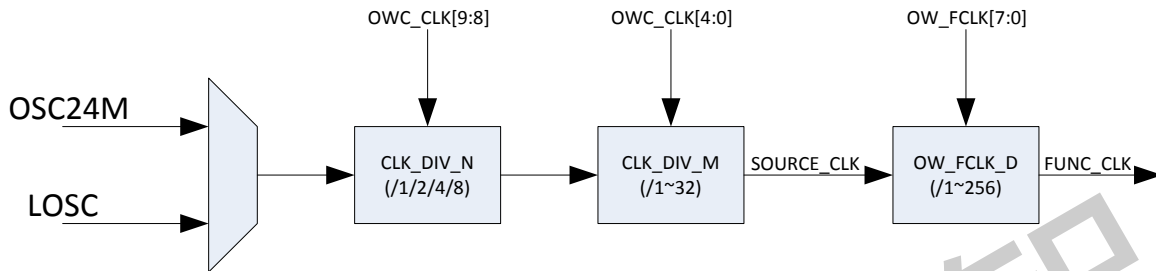 OWC_CLK[9:8]
OWC_CLK[4:0]
OW_FCLK[7:0]
OSC24M
LOSC
CLK_DIV_N
(/1/2/4/8)
CLK_DIV_M
(/1~32)
SOURCE_CLK
OW_FCLK_D
(/1~256)
FUNC_CLK